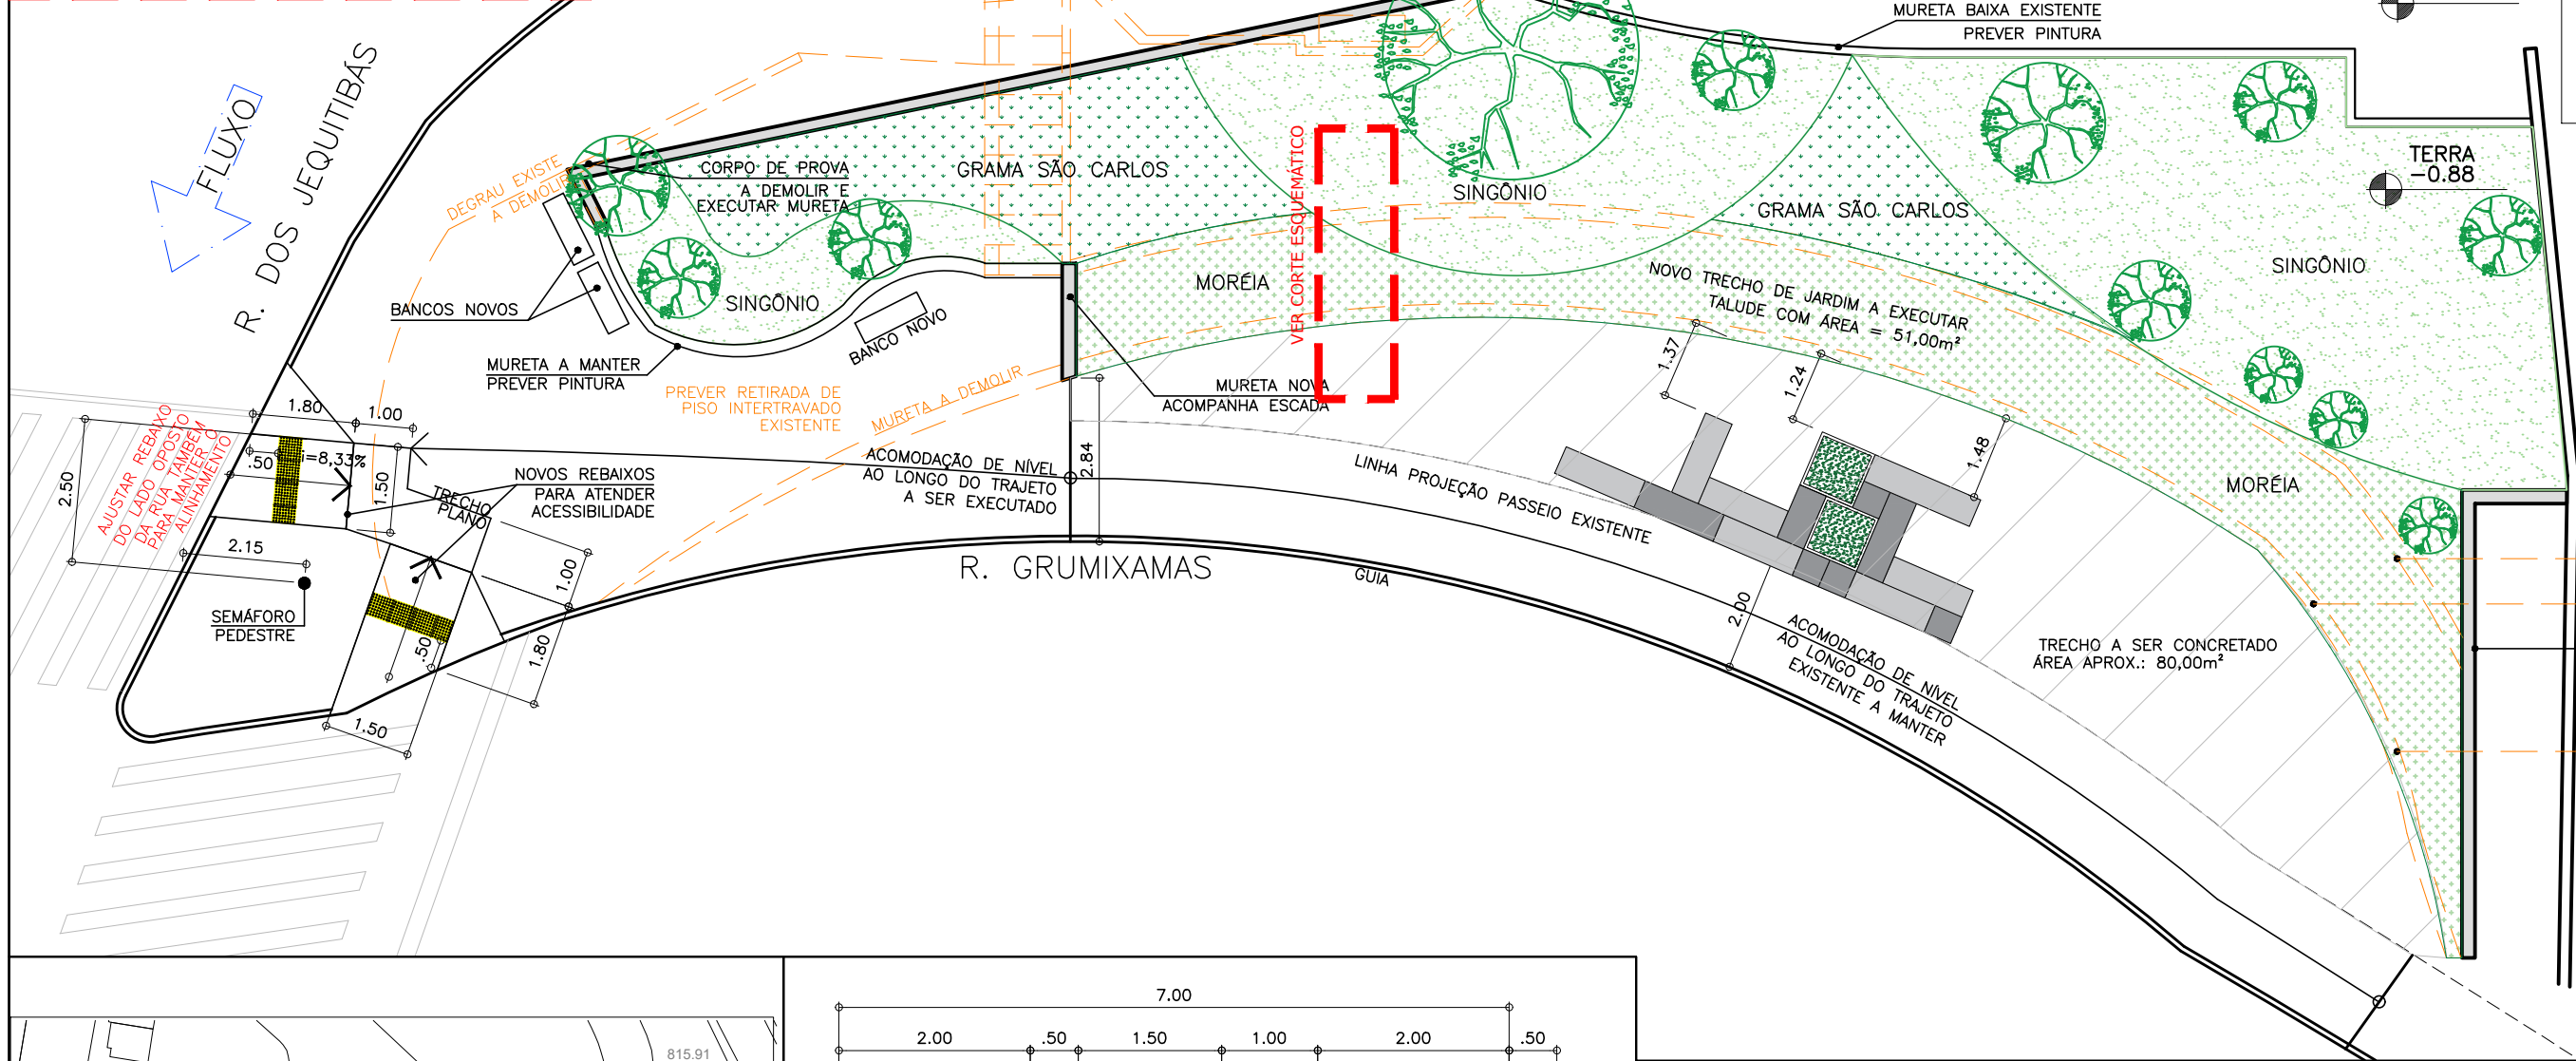 MURETA BAIXA EXISTENTE
PREVER PINTURA
FLUXO
R. DOS JEQUITIBÁS
DEGRAU EXISTE
A DEMOLIR
CORPO DE PROVA
A DEMOLIR E
EXECUTAR MURETA
GRAMA SÃO CARLOS
VER CORTE ESQUEMÁTICO
SINGÔNIO
GRAMA SÃO CARLOS
TERRA
-0.88
SINGÔNIO
MORÉIA
NOVO TRECHO DE JARDIM A EXECUTAR
TALUDE COM ÁREA = 51,00m²
BANCOS NOVOS
SINGÔNIO
BANCO NOVO
MURETA A MANTER
PREVER PINTURA
PREVER RETIRADA DE
PISO INTERTRAVADO
EXISTENTE
MURETA A DEMOLIR
MURETA NOVA
ACOMPANHA ESCADA
1.37
1.24
1.48
1.80
1.00
2.50
AJUSTAR REBAIXO
DO LADO OPOSTO
DA RUA TAMBÉM
PARA MANTER O
ALINHAMENTO
.50
i=8,33%
1.50
TRECHO
PLANO
NOVOS REBAIXOS
PARA ATENDER
ACESSIBILIDADE
ACOMODAÇÃO DE NÍVEL
AO LONGO DO TRAJETO
A SER EXECUTADO
2.84
LINHA PROJEÇÃO PASSEIO EXISTENTE
MORÉIA
2.15
1.00
R. GRUMIXAMAS
GUIA
SEMÁFORO
PEDESTRE
.50
1.80
1.50
2.00
ACOMODAÇÃO DE NÍVEL
AO LONGO DO TRAJETO
EXISTENTE A MANTER
TRECHO A SER CONCRETADO
ÁREA APROX.: 80,00m²
7.00
2.00
.50
1.50
1.00
2.00
.50
815.91